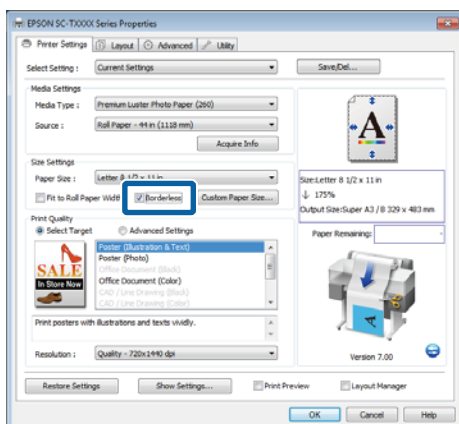 EPSON SC-TXXXX Series Properties
Printer Settings Layout Advanced Utility
Select Setting : Current Settings Save/Del...
Media Settings
Media Type : Premium Luster Photo Paper (260)
Source : Roll Paper - 44 in (1118 mm)
Acquire Info
Size Settings
Paper Size : Letter 8 1/2 x 11 in
Fit to Roll Paper Width Borderless Custom Paper Size...
Print Quality
Select Target Advanced Settings
SALE
In Store Now
Poster (Illustration & Text)
Poster (Photo)
Office Document (Black)
Office Document (Color)
CAD / Line Drawing (Black)
CAD / Line Drawing (Color)
Print posters with illustrations and texts vividly.
Resolution : Quality - 720x1440 dpi
A
Size:Letter 8 1/2 x 11 in
↓ 175%
Output Size:Super A3 / B 329 x 483 mm
Paper Remaining:
A
Version 7.00
Restore Settings Show Settings... Print Preview Layout Manager
OK Cancel Help